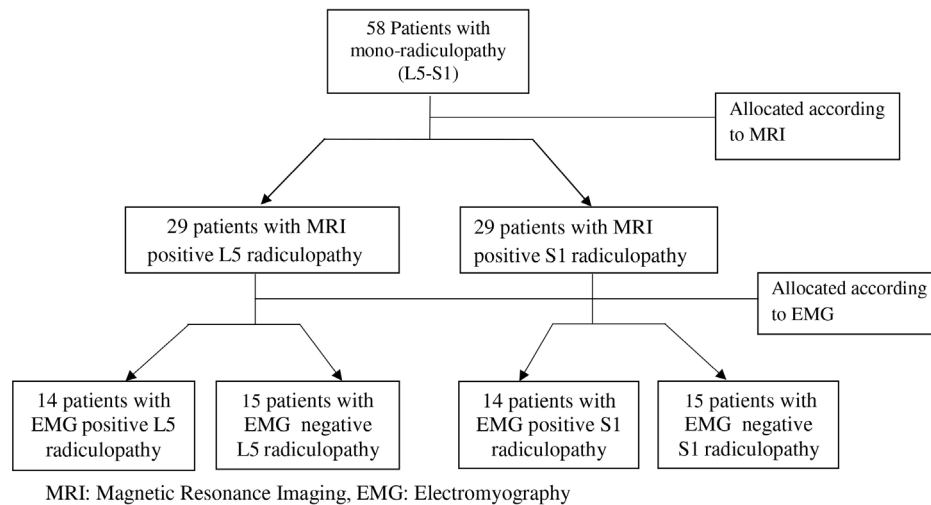 58 Patients with
mono-radiculopathy
(L5-S1)
Allocated according
to MRI
29 patients with MRI
positive L5 radiculopathy
29 patients with MRI
positive S1 radiculopathy
Allocated according
to EMG
14 patients with
EMG positive L5
radiculopathy
15 patients with
EMG negative
L5 radiculopathy
14 patients with
EMG positive S1
radiculopathy
15 patients with
EMG negative
S1 radiculopathy
MRI: Magnetic Resonance Imaging, EMG: Electromyography